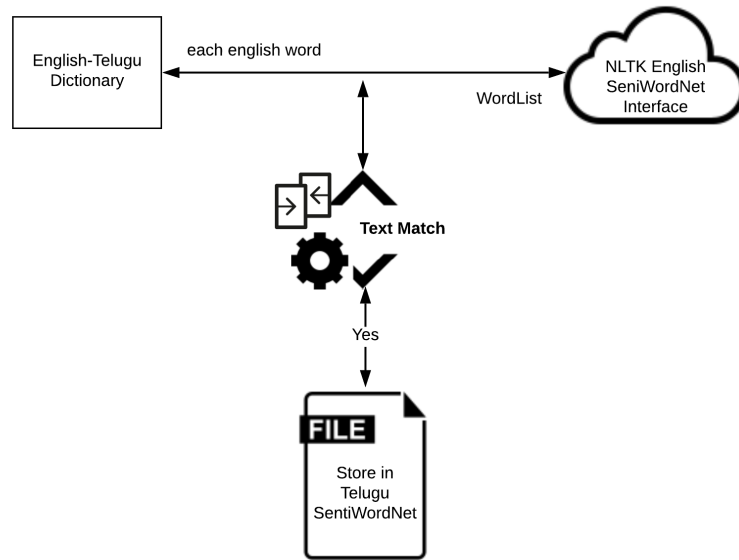 English-Telugu
Dictionary
each english word
NLTK English
SeniWordNet
Interface
WordList
Text Match
Yes
FILE
Store in
Telugu
SentiWordNet